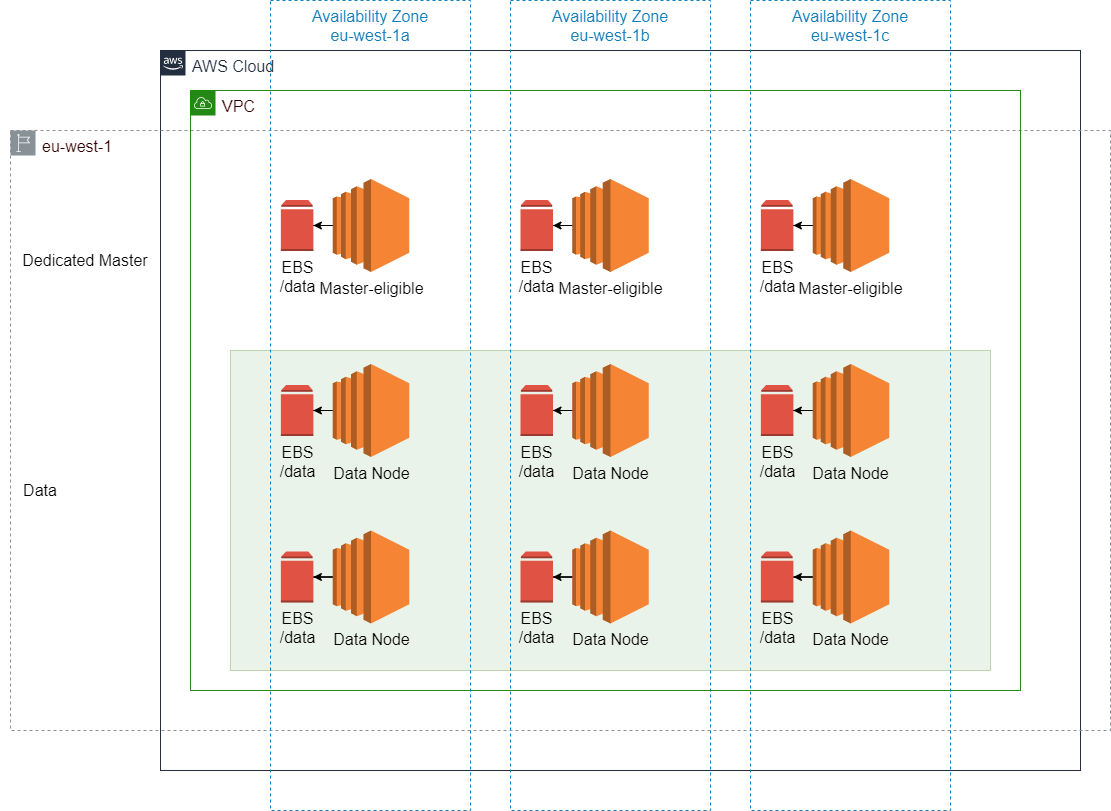 Availability Zone
eu-west-1a
Availability Zone
eu-west-1b
Availability Zone
eu-west-1c
aws
AWS Cloud
VPC
eu-west-1
Dedicated Master
EBS
/data
Master-eligible
EBS
/data
Master-eligible
EBS
/data
Master-eligible
Data
EBS
/data
Data Node
EBS
/data
Data Node
EBS
/data
Data Node
EBS
/data
Data Node
EBS
/data
Data Node
EBS
/data
Data Node